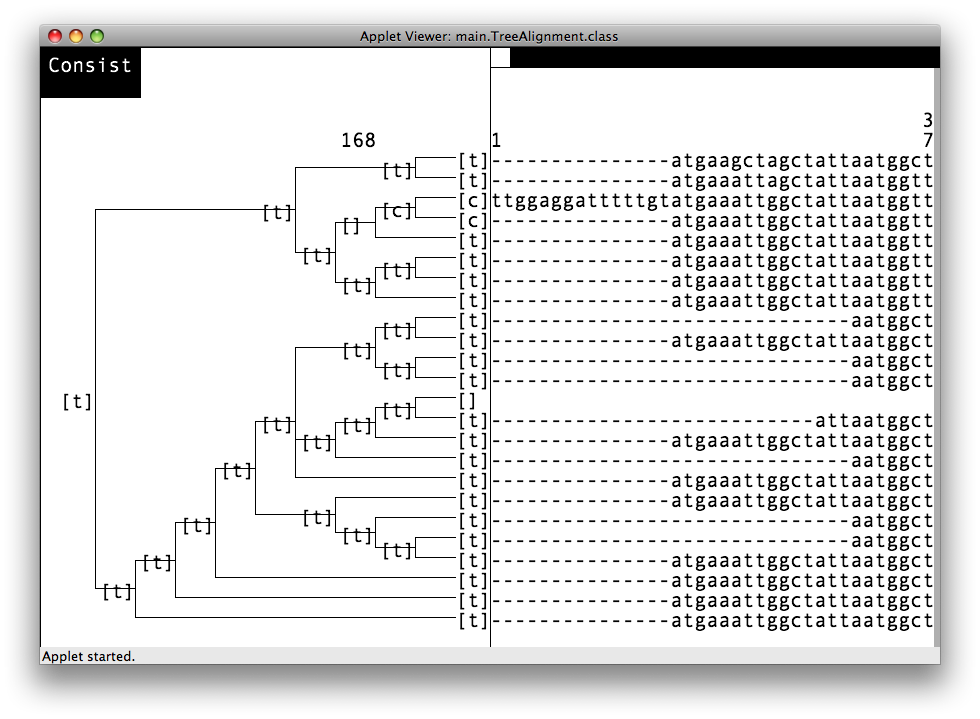 Applet Viewer: main.TreeAlignment.class
Consist
3
168 1 7
[t] ---------------atgaagctagctattaatggct
[t]
[t] ---------------atgaaattagctattaatggtt
[c] ttggaggatttttgtatgaaattggctattaatggtt
[t] [c]
[] [c] ---------------atgaaattggctattaatggtt
[t] ---------------atgaaattggctattaatggtt
[t]
[t] ---------------atgaaattggctattaatggtt
[t]
[t] ---------------atgaaattggctattaatggtt
[t]
[t] ---------------atgaaattggctattaatggtt
[t] ------------------------------aatggct
[t]
[t] ---------------atgaaattggctattaatggct
[t]
[t] ------------------------------aatggct
[t]
[t] ------------------------------aatggct
[t] []
[t]
[t] [t] [t] ---------------------------attaatggct
[t] [t] ---------------atgaaattggctattaatggct
[t] ------------------------------aatggct
[t]
[t] ---------------atgaaattggctattaatggct
[t] ---------------atgaaattggctattaatggct
[t] [t] ------------------------------aatggct
[t] [t]
[t] ------------------------------aatggct
[t]
[t] [t] ---------------atgaaattggctattaatggct
[t] ---------------atgaaattggctattaatggct
[t]
[t] ---------------atgaaattggctattaatggct
[t] ---------------atgaaattggctattaatggct
Applet started.